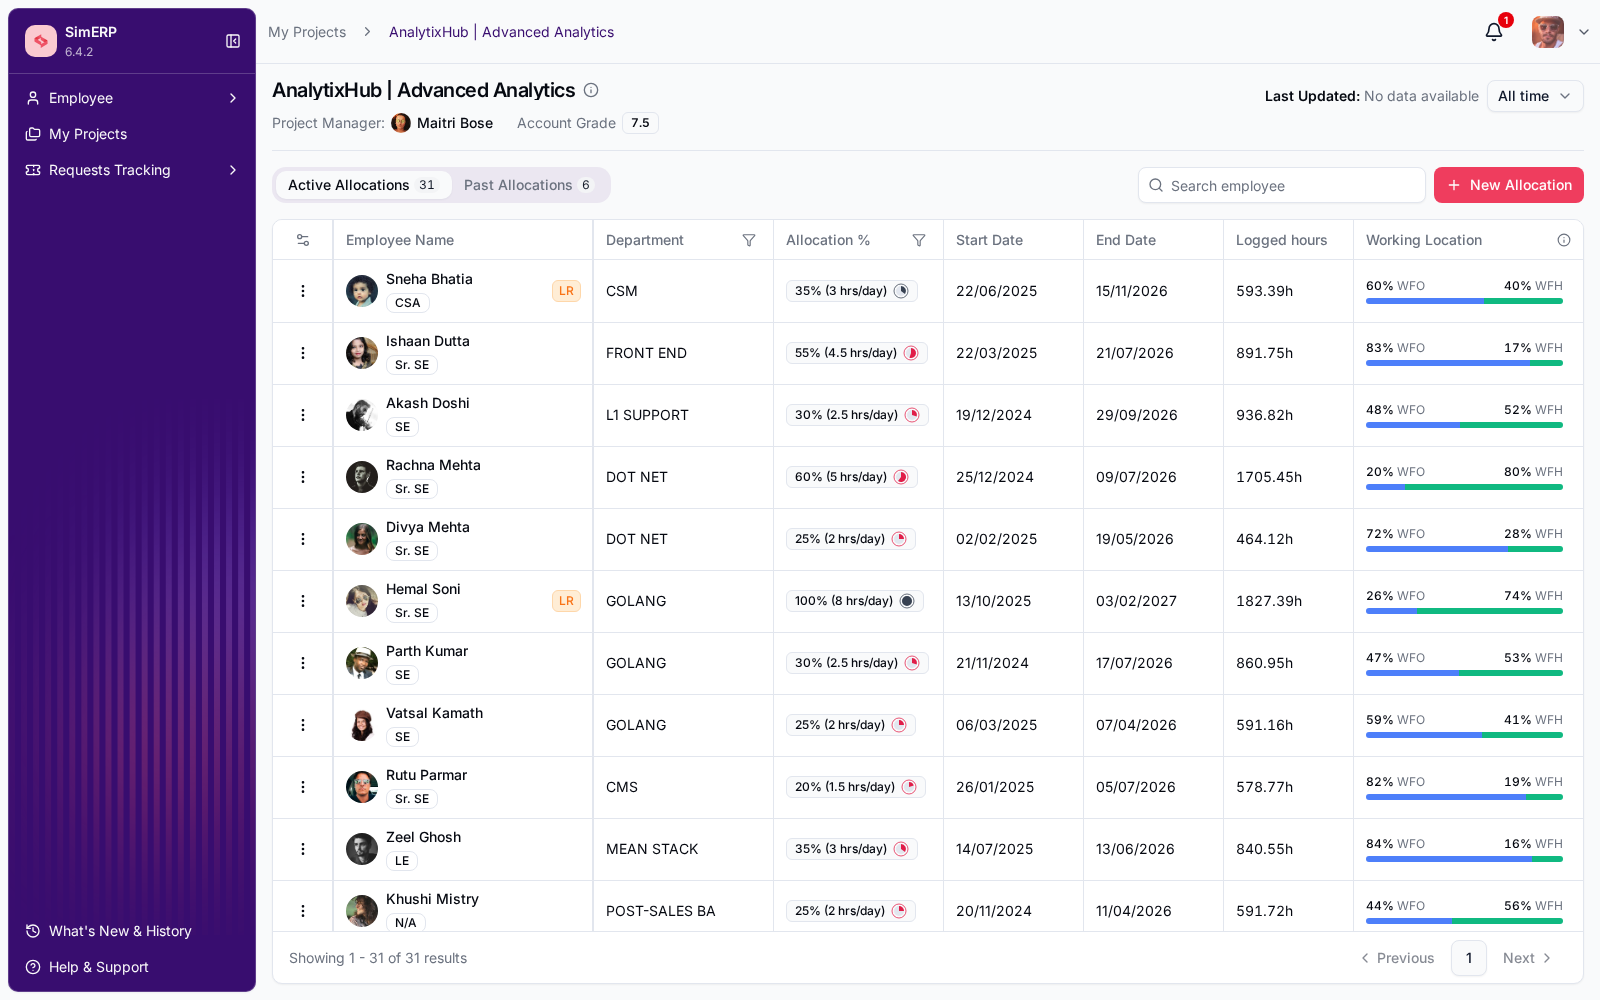 SimERP
6.4.2
Employee
My Projects
Requests Tracking
What's New & History
Help & Support
My Projects > AnalytixHub | Advanced Analytics
1
AnalytixHub | Advanced Analytics
Project Manager: Maitri Bose Account Grade 7.5
Last Updated: No data available All time
Active Allocations 31 Past Allocations 6
Search employee
+ New Allocation
Employee Name Department Allocation % Start Date End Date Logged hours Working Location
Sneha Bhatia CSA LR CSM 35% (3 hrs/day) 22/06/2025 15/11/2026 593.39h 60% WFO 40% WFH
Ishaan Dutta Sr. SE FRONT END 55% (4.5 hrs/day) 22/03/2025 21/07/2026 891.75h 83% WFO 17% WFH
Akash Doshi SE L1 SUPPORT 30% (2.5 hrs/day) 19/12/2024 29/09/2026 936.82h 48% WFO 52% WFH
Rachna Mehta Sr. SE DOT NET 60% (5 hrs/day) 25/12/2024 09/07/2026 1705.45h 20% WFO 80% WFH
Divya Mehta Sr. SE DOT NET 25% (2 hrs/day) 02/02/2025 19/05/2026 464.12h 72% WFO 28% WFH
Hemal Soni Sr. SE LR GOLANG 100% (8 hrs/day) 13/10/2025 03/02/2027 1827.39h 26% WFO 74% WFH
Parth Kumar SE GOLANG 30% (2.5 hrs/day) 21/11/2024 17/07/2026 860.95h 47% WFO 53% WFH
Vatsal Kamath SE GOLANG 25% (2 hrs/day) 06/03/2025 07/04/2026 591.16h 59% WFO 41% WFH
Rutu Parmar Sr. SE CMS 20% (1.5 hrs/day) 26/01/2025 05/07/2026 578.77h 82% WFO 19% WFH
Zeel Ghosh LE MEAN STACK 35% (3 hrs/day) 14/07/2025 13/06/2026 840.55h 84% WFO 16% WFH
Khushi Mistry N/A POST-SALES BA 25% (2 hrs/day) 20/11/2024 11/04/2026 591.72h 44% WFO 56% WFH
Showing 1 - 31 of 31 results
Previous 1 Next